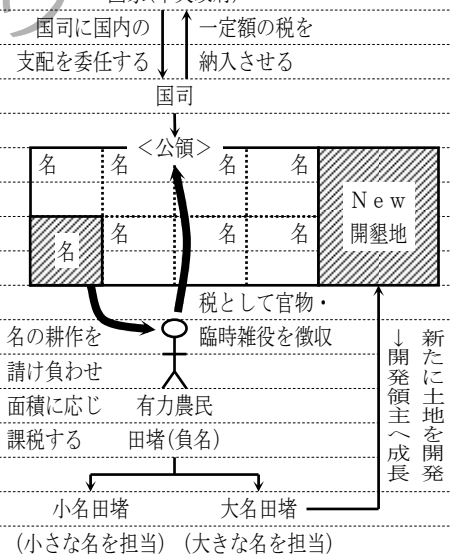 国司に国内の
支配を委任する
一定額の税を
納入させる
国司
＜公領＞
名 名 名 名
名 名 名 名
New
開墾地
税として官物・
臨時雑役を徴収
名の耕作を
請け負わせ
面積に応じ
課税する
有力農民
田堵(負名)
新たに土地を開発
↓開発領主へ成長
小名田堵
(小さな名を担当)
大名田堵
(大きな名を担当)